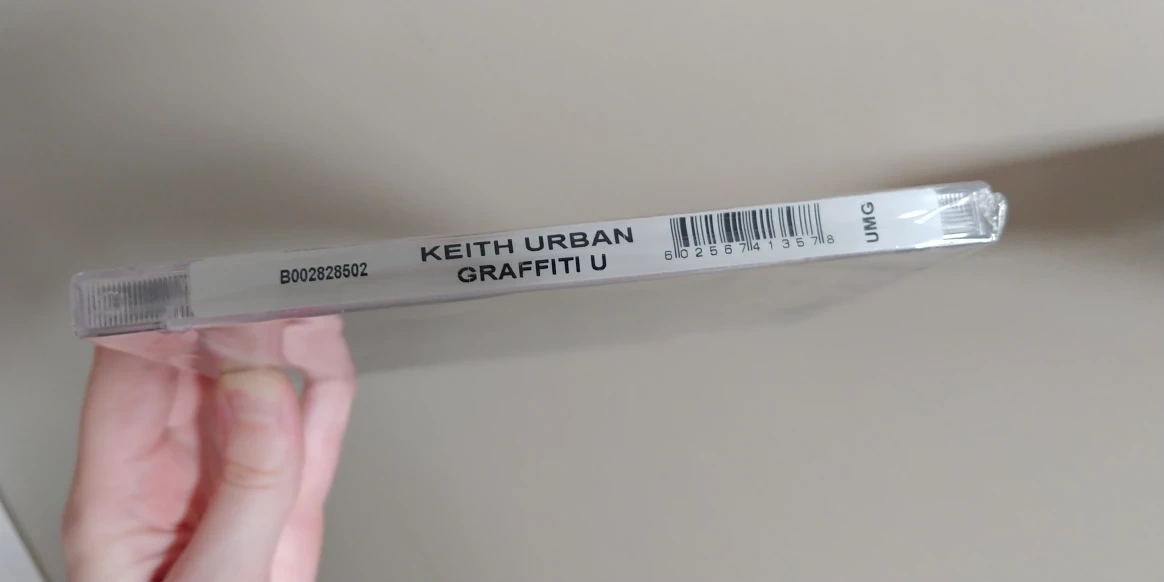 B002828502
KEITH URBAN
GRAFFITI U
6 02567 41357 8
UMG